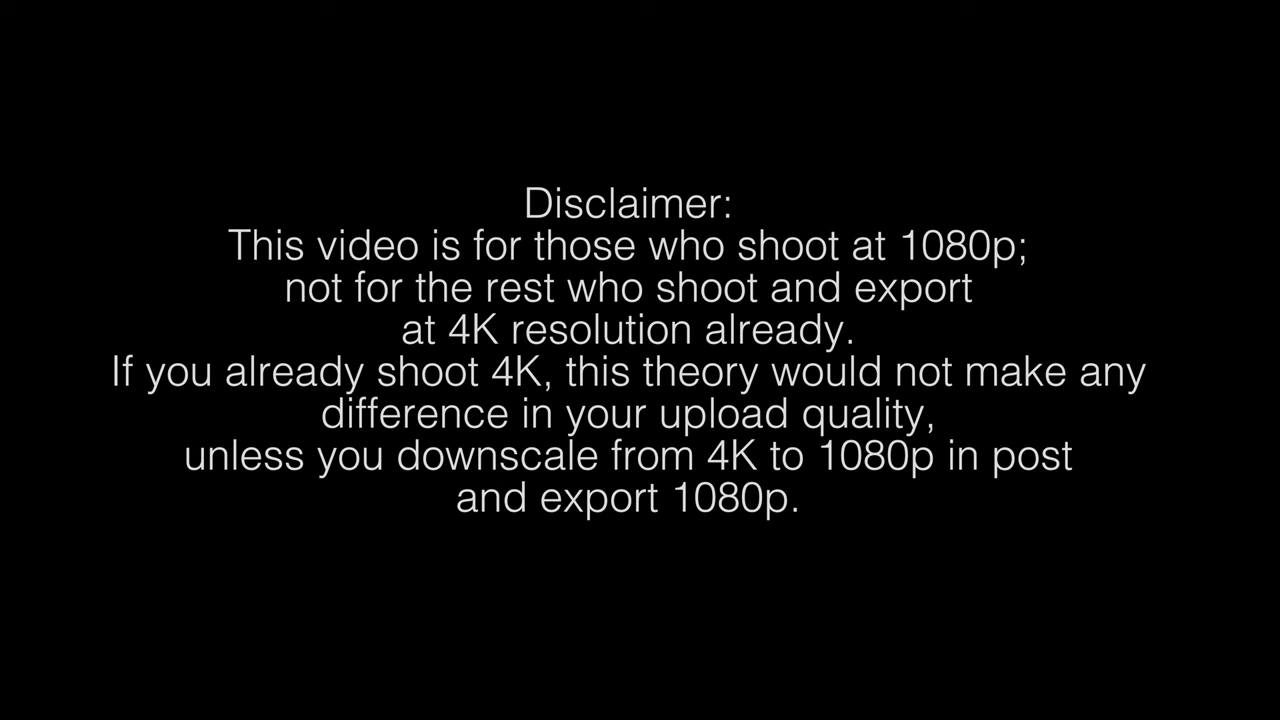 Disclaimer:
This video is for those who shoot at 1080p;
not for the rest who shoot and export
at 4K resolution already.
If you already shoot 4K, this theory would not make any
difference in your upload quality,
unless you downscale from 4K to 1080p in post
and export 1080p.